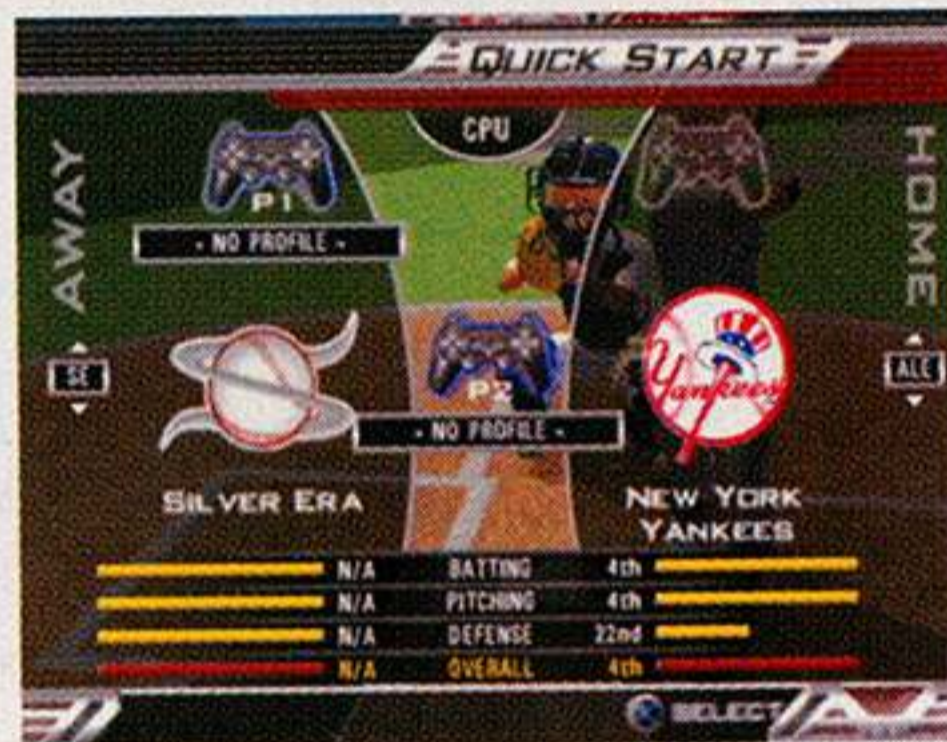 QUICK START
AWAY
HOME
CPU
P1
- NO PROFILE -
SE
ALE
Yankees
P2
- NO PROFILE -
SILVER ERA
NEW YORK
YANKEES
N/A BATTING 4th
N/A PITCHING 4th
N/A DEFENSE 22nd
N/A OVERALL 4th
SELECT